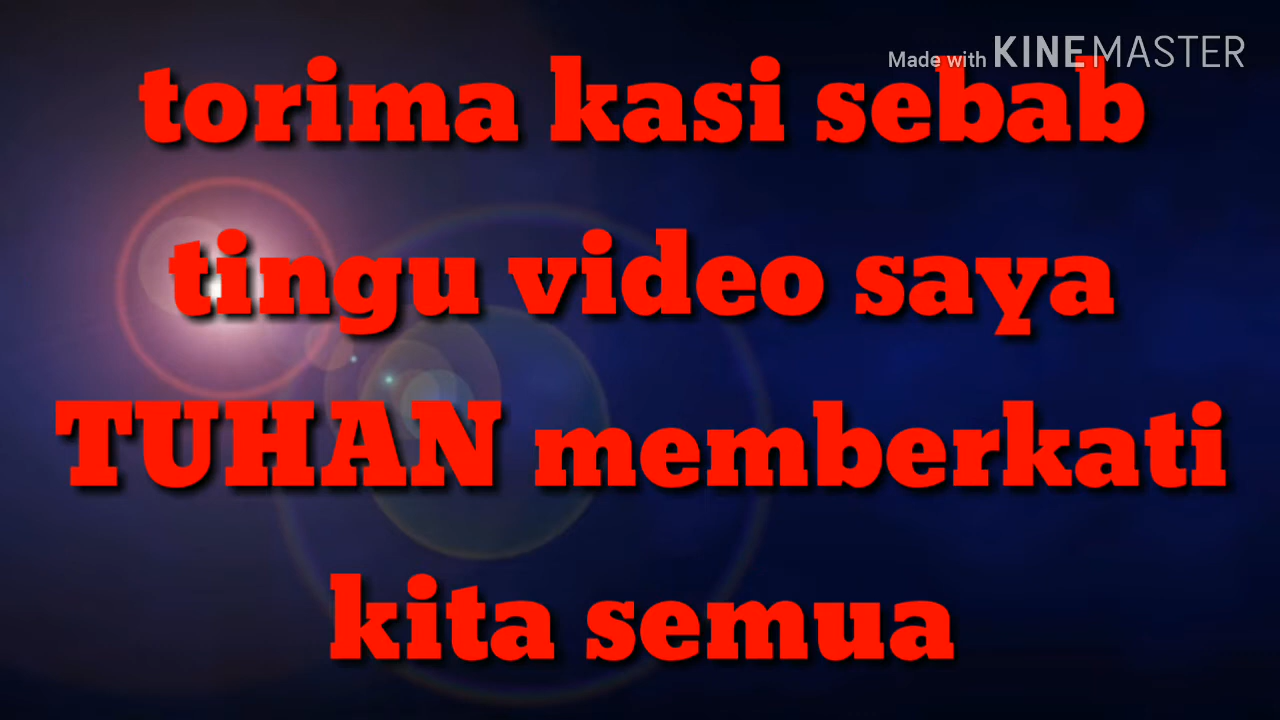 Made with KINEMASTER
torima kasi sebab
tingu video saya
TUHAN memberkati
kita semua